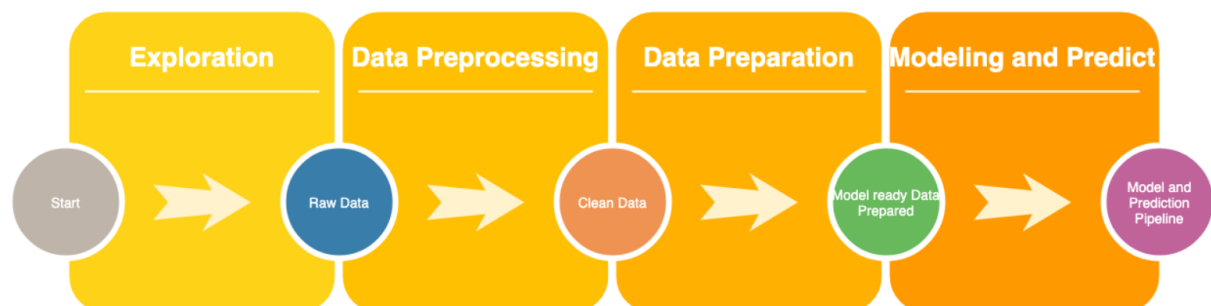 Exploration
Data Preprocessing
Data Preparation
Modeling and Predict
Start
Raw Data
Clean Data
Model ready Data
Prepared
Model and
Prediction
Pipeline